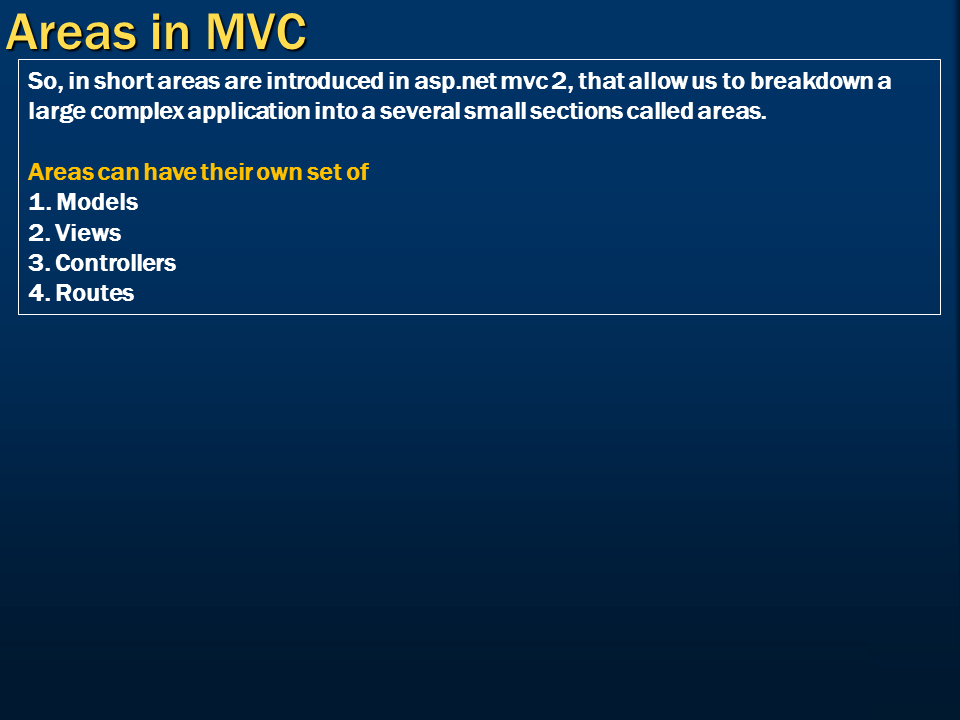 Areas in MVC
So, in short areas are introduced in asp.net mvc 2, that allow us to breakdown a
large complex application into a several small sections called areas.
Areas can have their own set of
1. Models
2. Views
3. Controllers
4. Routes